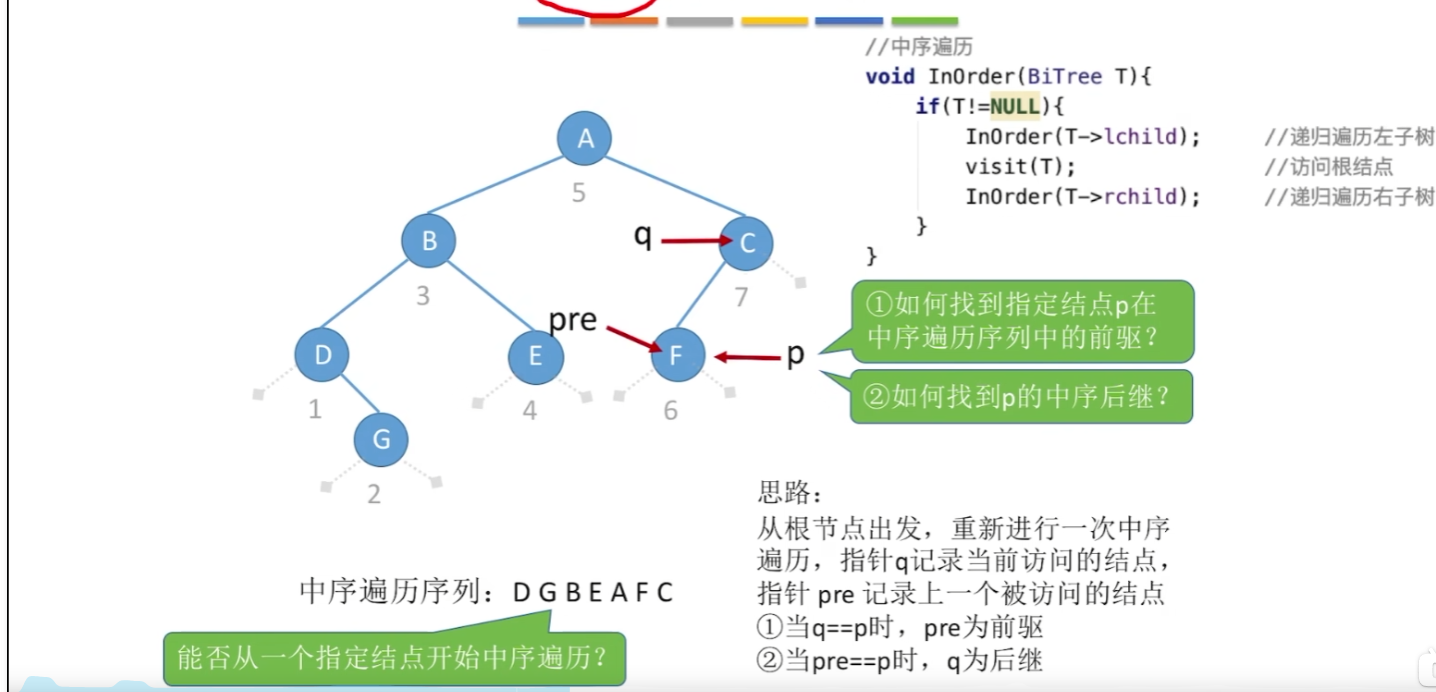 //中序遍历
void InOrder(BiTree T){
if(T!=NULL){
InOrder(T->lchild); //递归遍历左子树
visit(T); //访问根结点
InOrder(T->rchild); //递归遍历右子树
}
}
A
5
B
q
C
3
7
pre
①如何找到指定结点p在
中序遍历序列中的前驱？
D
E
F
p
②如何找到p的中序后继？
1
4
6
G
2
思路：
从根节点出发，重新进行一次中序
遍历，指针q记录当前访问的结点，
指针 pre 记录上一个被访问的结点
①当q==p时，pre为前驱
②当pre==p时，q为后继
中序遍历序列：D G B E A F C
能否从一个指定结点开始中序遍历？